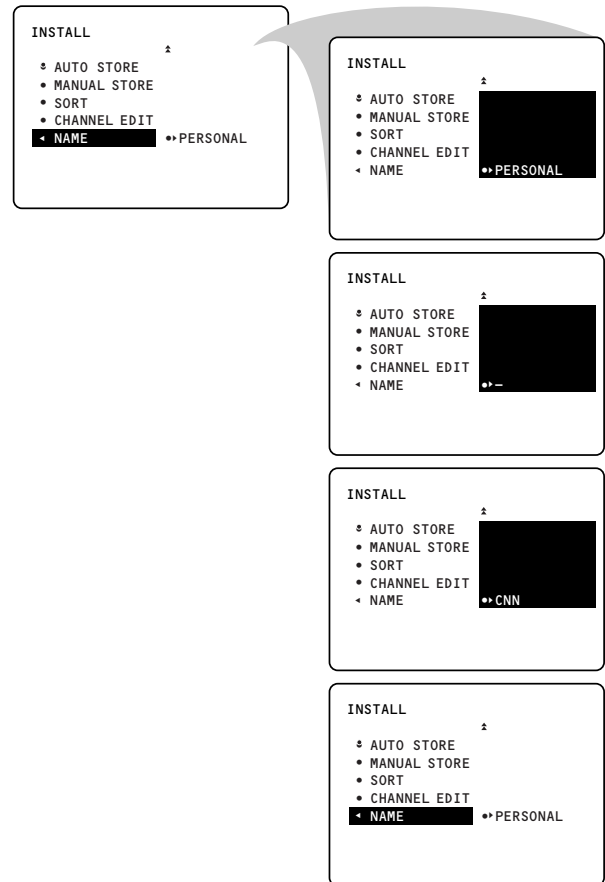 INSTALL
AUTO STORE
MANUAL STORE
SORT
CHANNEL EDIT
NAME PERSONAL
INSTALL
AUTO STORE
MANUAL STORE
SORT
CHANNEL EDIT
NAME PERSONAL
INSTALL
AUTO STORE
MANUAL STORE
SORT
CHANNEL EDIT
NAME –
INSTALL
AUTO STORE
MANUAL STORE
SORT
CHANNEL EDIT
NAME CNN
INSTALL
AUTO STORE
MANUAL STORE
SORT
CHANNEL EDIT
NAME PERSONAL